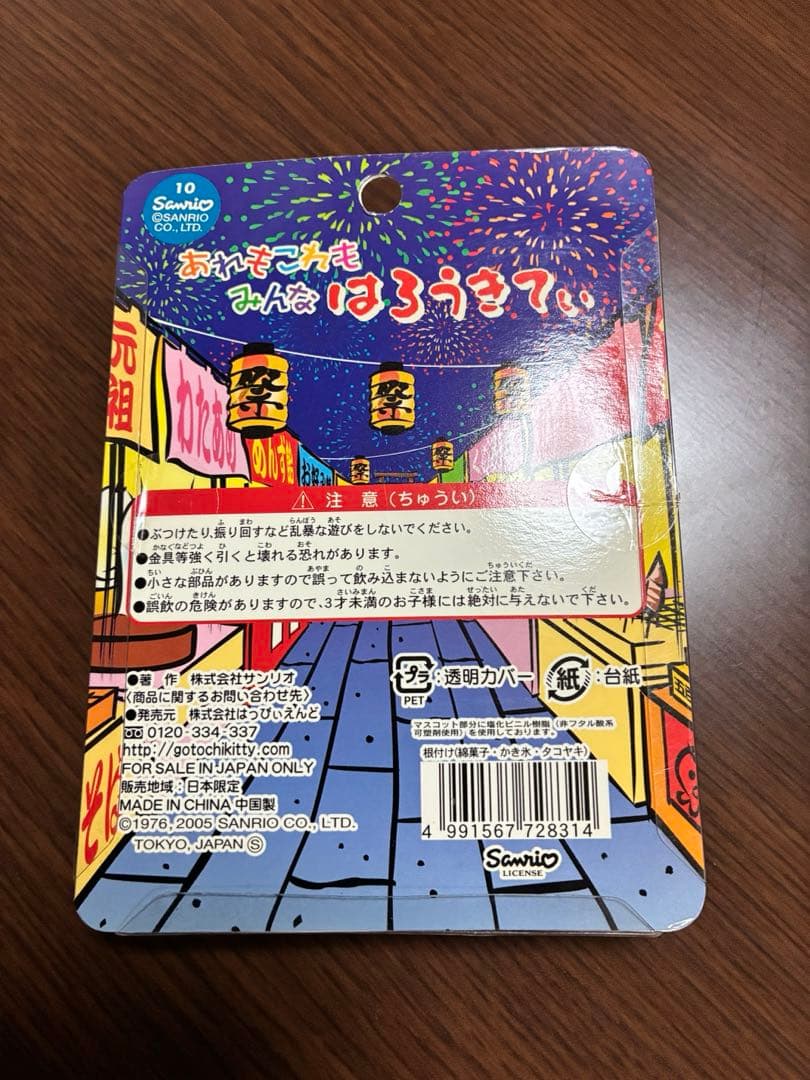 10
Sanrio
©SANRIO
CO., LTD.
あれもこれも
みんな はろうきてぃ
元祖
わたあめ
めんす
お好み
祭
祭
祭
祭
祭
⚠ 注意(ちゅうい)
●ぶつけたり、振り回すなど乱暴な遊びをしないでください。
●金具等強く引くと壊れる恐れがあります。
●小さな部品がありますので誤って飲み込まないようにご注意下さい。
●誤飲の危険がありますので、3才未満のお子様には絶対に与えないで下さい。
●著 作 株式会社サンリオ
〈商品に関するお問い合わせ先〉
●発売元 株式会社はっぴぃえんど
0120-334-337
http://gotochikitty.com
FOR SALE IN JAPAN ONLY
販売地域:日本限定
MADE IN CHINA 中国製
©1976, 2005 SANRIO CO., LTD.
TOKYO, JAPAN Ⓢ
プラ:透明カバー
PET
紙:台紙
マスコット部分に塩化ビニル樹脂(非フタル酸系
可塑剤使用)を使用しております。
根付け(綿菓子・かき氷・タコヤキ)
4 991567 728314
Sanrio
LICENSE
そば